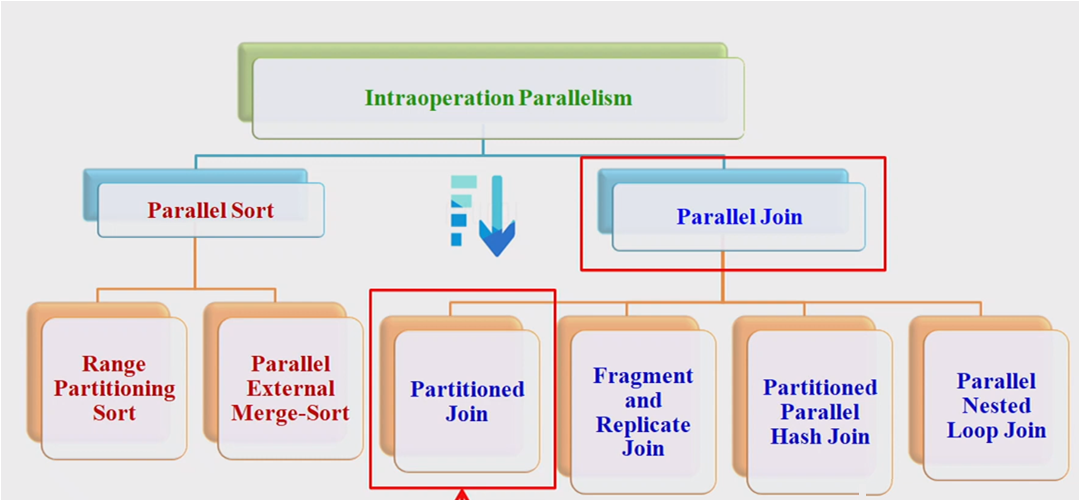 Intraoperation Parallelism
Parallel Sort
Parallel Join
Range
Partitioning
Sort
Parallel
External
Merge-Sort
Partitioned
Join
Fragment
and
Replicate
Join
Partitioned
Parallel
Hash Join
Parallel
Nested
Loop Join